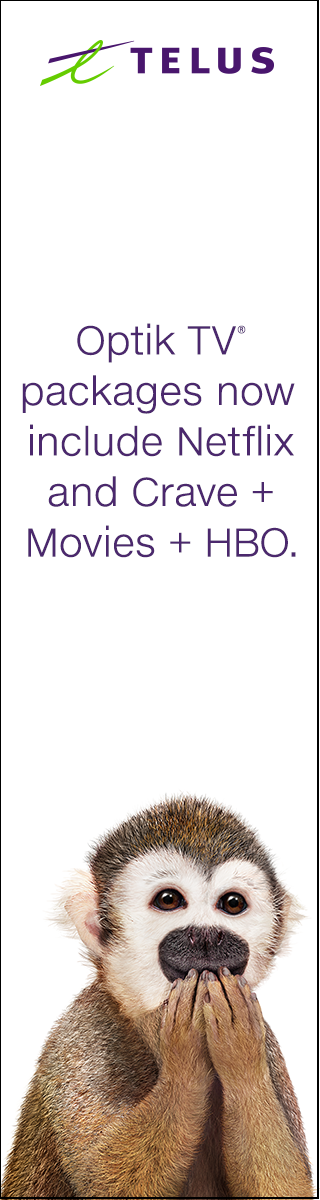 TELUS
Optik TV®
packages now
include Netflix
and Crave +
Movies + HBO.